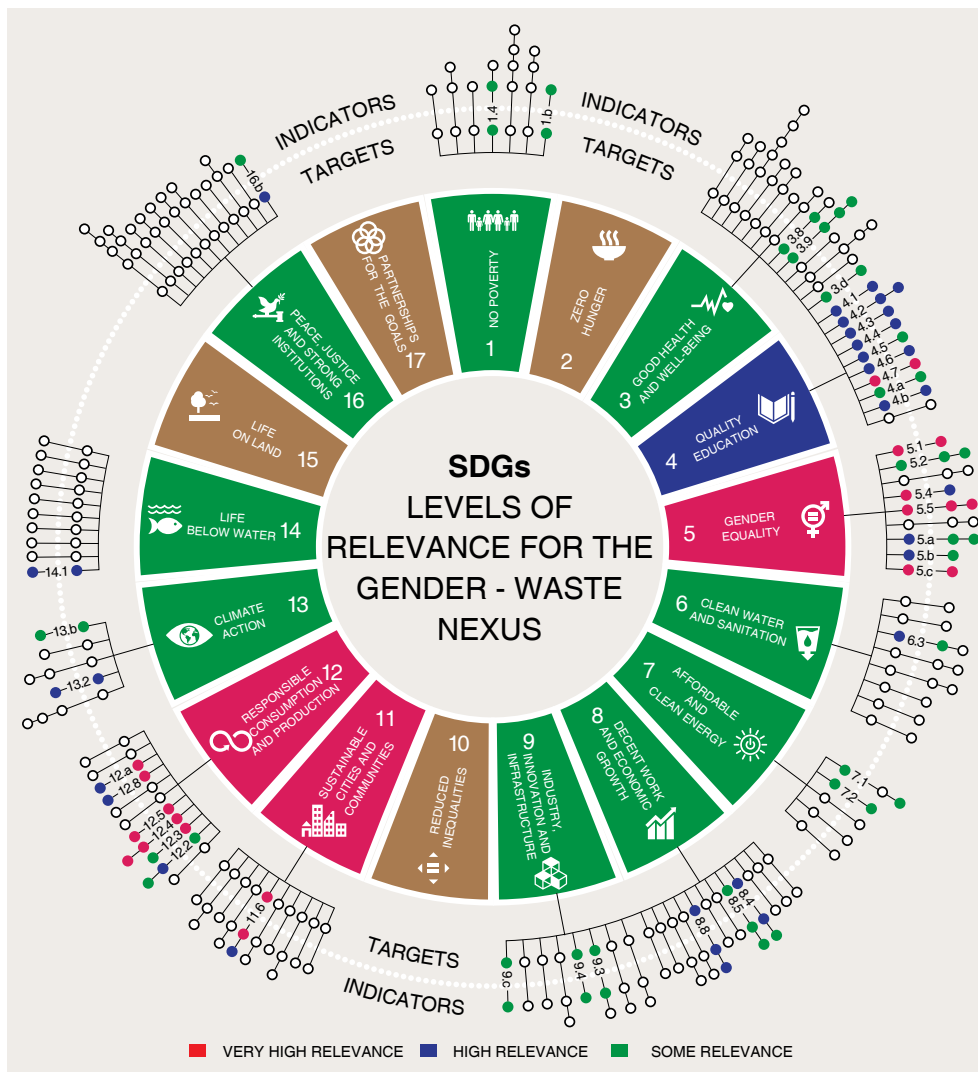 INDICATORS
TARGETS
INDICATORS
TARGETS
1.4
1.b
3.8
3.9
3.d
4.1
4.2
4.3
4.4
4.5
4.6
4.7
4.a
4.b
5.1
5.2
5.4
5.5
5.a
5.b
5.c
6.3
7.1
7.2
8.4
8.5
8.8
9.3
9.4
9.c
11.6
12.2
12.3
12.4
12.5
12.8
12.a
13.2
13.b
14.1
16.b
NO POVERTY
1
ZERO
HUNGER
2
GOOD HEALTH
AND WELL-BEING
3
QUALITY
EDUCATION
4
GENDER
EQUALITY
5
CLEAN WATER
AND SANITATION
6
AFFORDABLE
AND
CLEAN ENERGY
7
DECENT WORK
AND ECONOMIC
GROWTH
8
INDUSTRY,
INNOVATION AND
INFRASTRUCTURE
9
REDUCED
INEQUALITIES
10
SUSTAINABLE
CITIES AND
COMMUNITIES
11
RESPONSIBLE
CONSUMPTION
AND PRODUCTION
12
CLIMATE
ACTION
13
LIFE
BELOW WATER
14
LIFE
ON LAND
15
PEACE, JUSTICE
AND STRONG
INSTITUTIONS
16
PARTNERSHIPS
FOR THE GOALS
17
SDGs
LEVELS OF
RELEVANCE FOR THE
GENDER - WASTE
NEXUS
TARGETS
INDICATORS
VERY HIGH RELEVANCE
HIGH RELEVANCE
SOME RELEVANCE